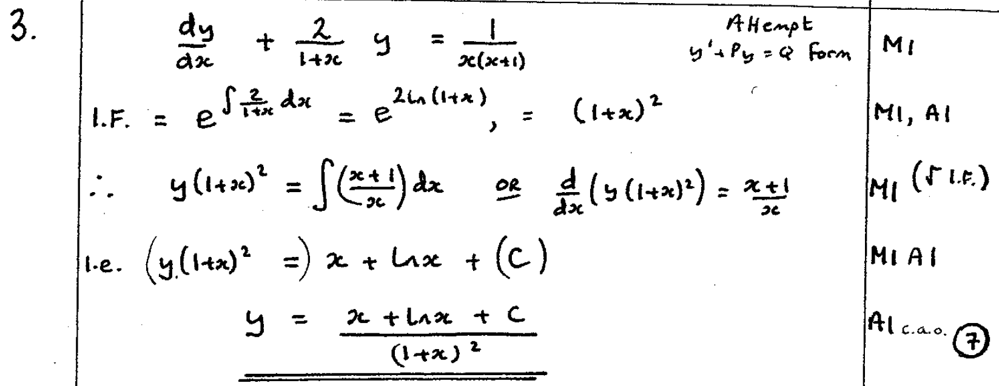 3. dy/dx + 2/(1+x) y = 1/(x(x+1)) Attempt y' + Py = Q form M1
I.F. = e^(∫ 2/(1+x) dx) = e^(2ln(1+x)), = (1+x)² M1, A1
∴ y(1+x)² = ∫((x+1)/x) dx OR d/dx (y(1+x)²) = (x+1)/x M1 (√ I.F.)
i.e. (y.(1+x)² =) x + lnx + (C) M1 A1
y = (x + lnx + C)/(1+x)² A1 c.a.o. 7